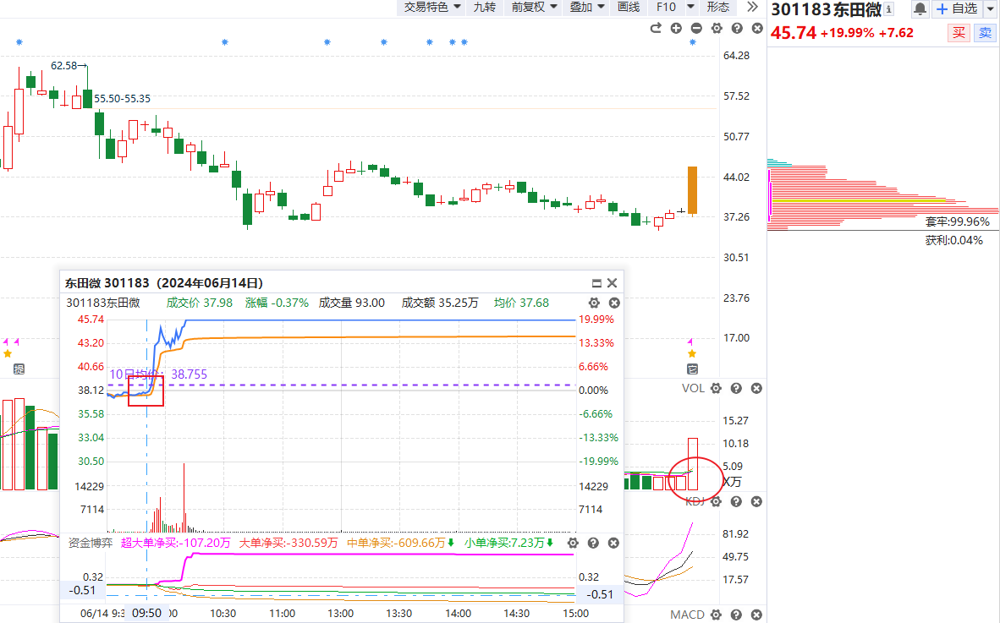 交易特色 九转 前复权 叠加 画线 F10 形态
301183东田微 自选
45.74 +19.99% +7.62 买 卖
62.58
55.50-55.35
64.28
57.52
50.77
44.02
37.26
30.51
23.76
17.00
套牢:99.96%
获利:0.04%
东田微 301183（2024年06月14日）
301183东田微 成交价 37.98 涨幅 -0.37% 成交量 93.00 成交额 35.25万 均价 37.68
45.74 19.99%
43.20 13.33%
40.66 6.66%
10日均价: 38.755
38.12 0.00%
35.58 -6.66%
33.04 -13.33%
30.50 -19.99%
14229 14229
7114 7114
资金博弈 超大单净买:-107.20万 大单净买:-330.59万 中单净买:-609.66万 小单净买:7.23万
0.32 0.32
-0.51 -0.51
06/14 9:3 09:50 00 10:30 11:00 13:00 13:30 14:00 14:30 15:00
VOL
15.27
10.18
5.09
X万
KDJ
81.92
49.75
17.57
MACD